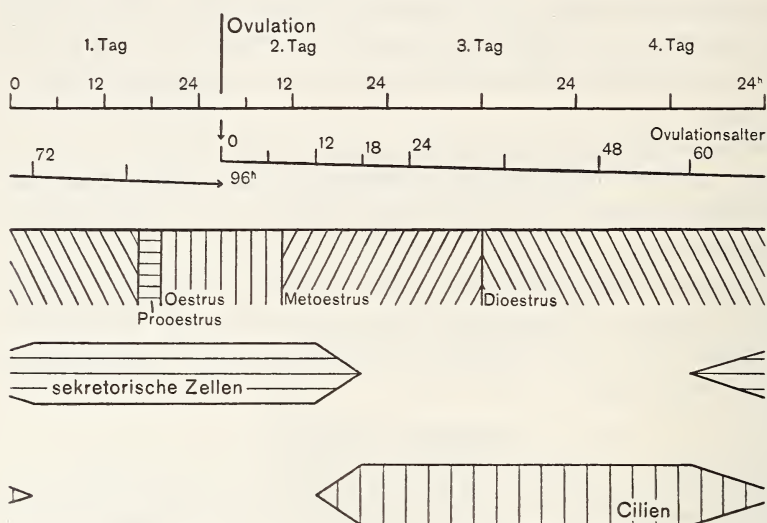 Ovulation
1. Tag 2. Tag 3. Tag 4. Tag
0 12 24 12 24 24 24ʰ
Ovulationsalter
0 12 18 24 48 60
72
96ʰ
Oestrus Metoestrus Dioestrus
Prooestrus
sekretorische Zellen
Cilien